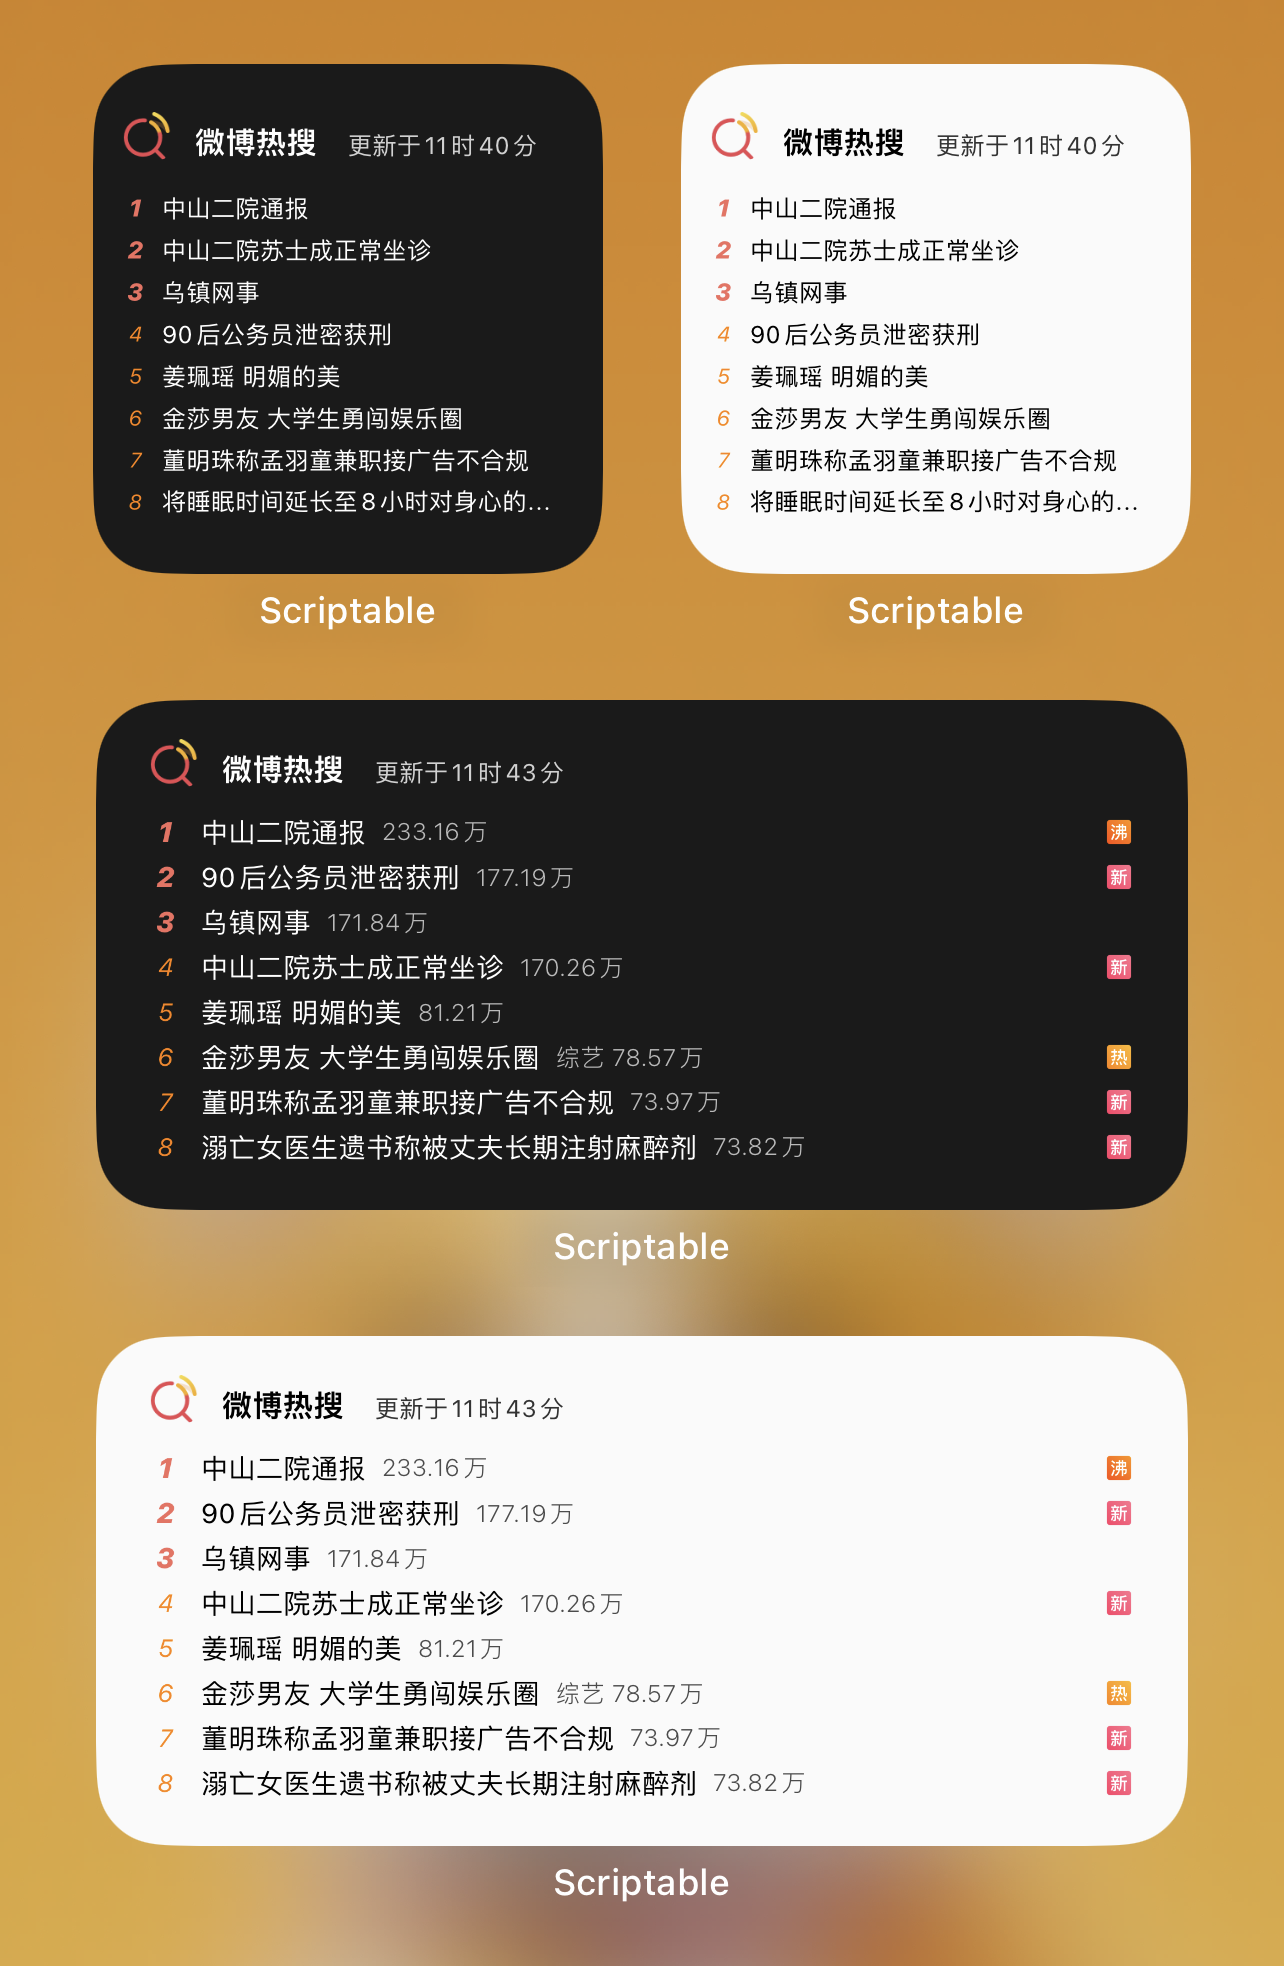 微博热搜 更新于11时40分
1 中山二院通报
2 中山二院苏士成正常坐诊
3 乌镇网事
4 90后公务员泄密获刑
5 姜珮瑶 明媚的美
6 金莎男友 大学生勇闯娱乐圈
7 董明珠称孟羽童兼职接广告不合规
8 将睡眠时间延长至8小时对身心的...
Scriptable
微博热搜 更新于11时40分
1 中山二院通报
2 中山二院苏士成正常坐诊
3 乌镇网事
4 90后公务员泄密获刑
5 姜珮瑶 明媚的美
6 金莎男友 大学生勇闯娱乐圈
7 董明珠称孟羽童兼职接广告不合规
8 将睡眠时间延长至8小时对身心的...
Scriptable
微博热搜 更新于11时43分
1 中山二院通报 233.16万 沸
2 90后公务员泄密获刑 177.19万 新
3 乌镇网事 171.84万
4 中山二院苏士成正常坐诊 170.26万 新
5 姜珮瑶 明媚的美 81.21万
6 金莎男友 大学生勇闯娱乐圈 综艺 78.57万 热
7 董明珠称孟羽童兼职接广告不合规 73.97万 新
8 溺亡女医生遗书称被丈夫长期注射麻醉剂 73.82万 新
Scriptable
微博热搜 更新于11时43分
1 中山二院通报 233.16万 沸
2 90后公务员泄密获刑 177.19万 新
3 乌镇网事 171.84万
4 中山二院苏士成正常坐诊 170.26万 新
5 姜珮瑶 明媚的美 81.21万
6 金莎男友 大学生勇闯娱乐圈 综艺 78.57万 热
7 董明珠称孟羽童兼职接广告不合规 73.97万 新
8 溺亡女医生遗书称被丈夫长期注射麻醉剂 73.82万 新
Scriptable